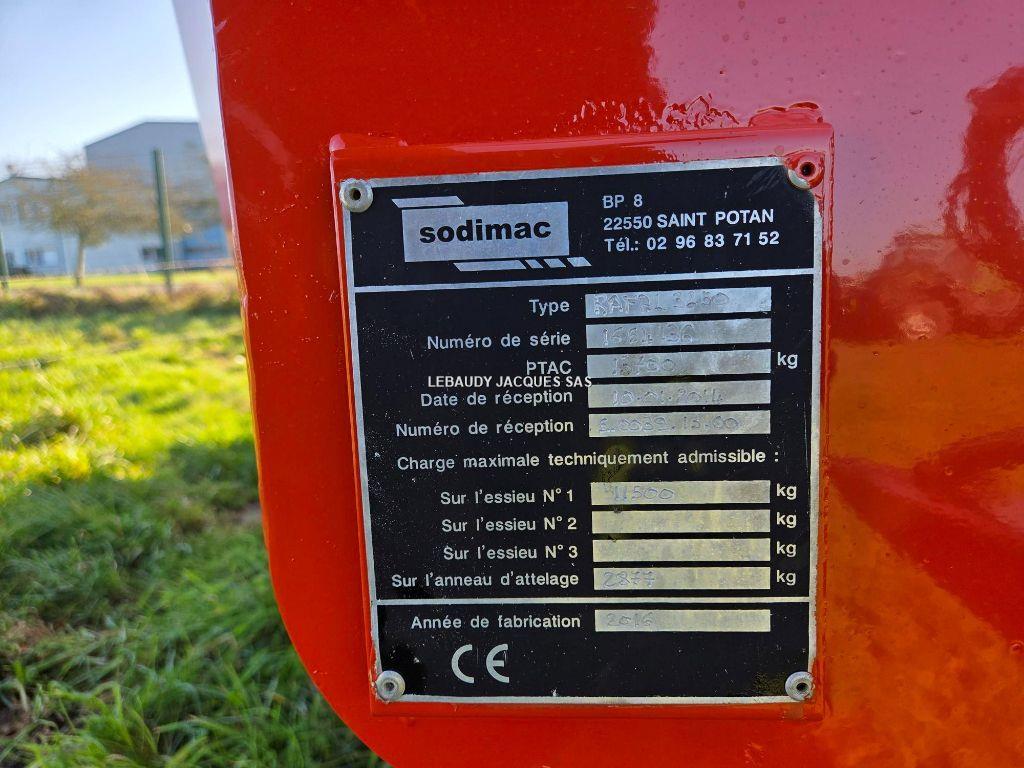 sodimac
BP. 8
22550 SAINT POTAN
Tél.: 02 96 83 71 52
Type
Numéro de série
PTAC kg
LEBAUDY JACQUES SAS
Date de réception
Numéro de réception
Charge maximale techniquement admissible :
Sur l'essieu N° 1 11500 kg
Sur l'essieu N° 2 kg
Sur l'essieu N° 3 kg
Sur l'anneau d'attelage 2877 kg
Année de fabrication 2016
CE